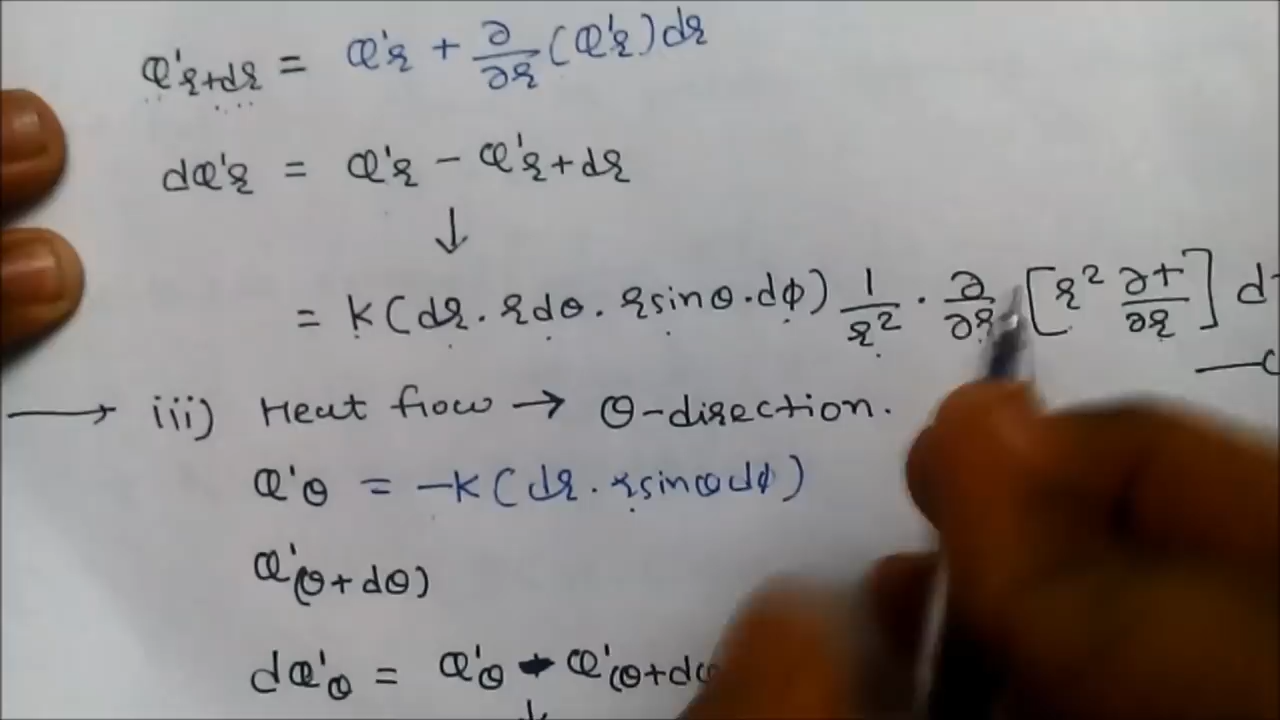 Q'r+dr = Q'r + ∂/∂r (Q'r) dr
dQ'r = Q'r − Q'r+dr
↓
= K(dr · rdθ · rsinθ · dϕ) 1/r² · ∂/∂r [r² ∂t/∂r] d
→ iii) Heat flow → θ-direction.
Q'θ = −K(dr · rsinθdϕ)
Q'(θ+dθ)
dQ'θ = Q'θ - Q'(θ+dθ
↓